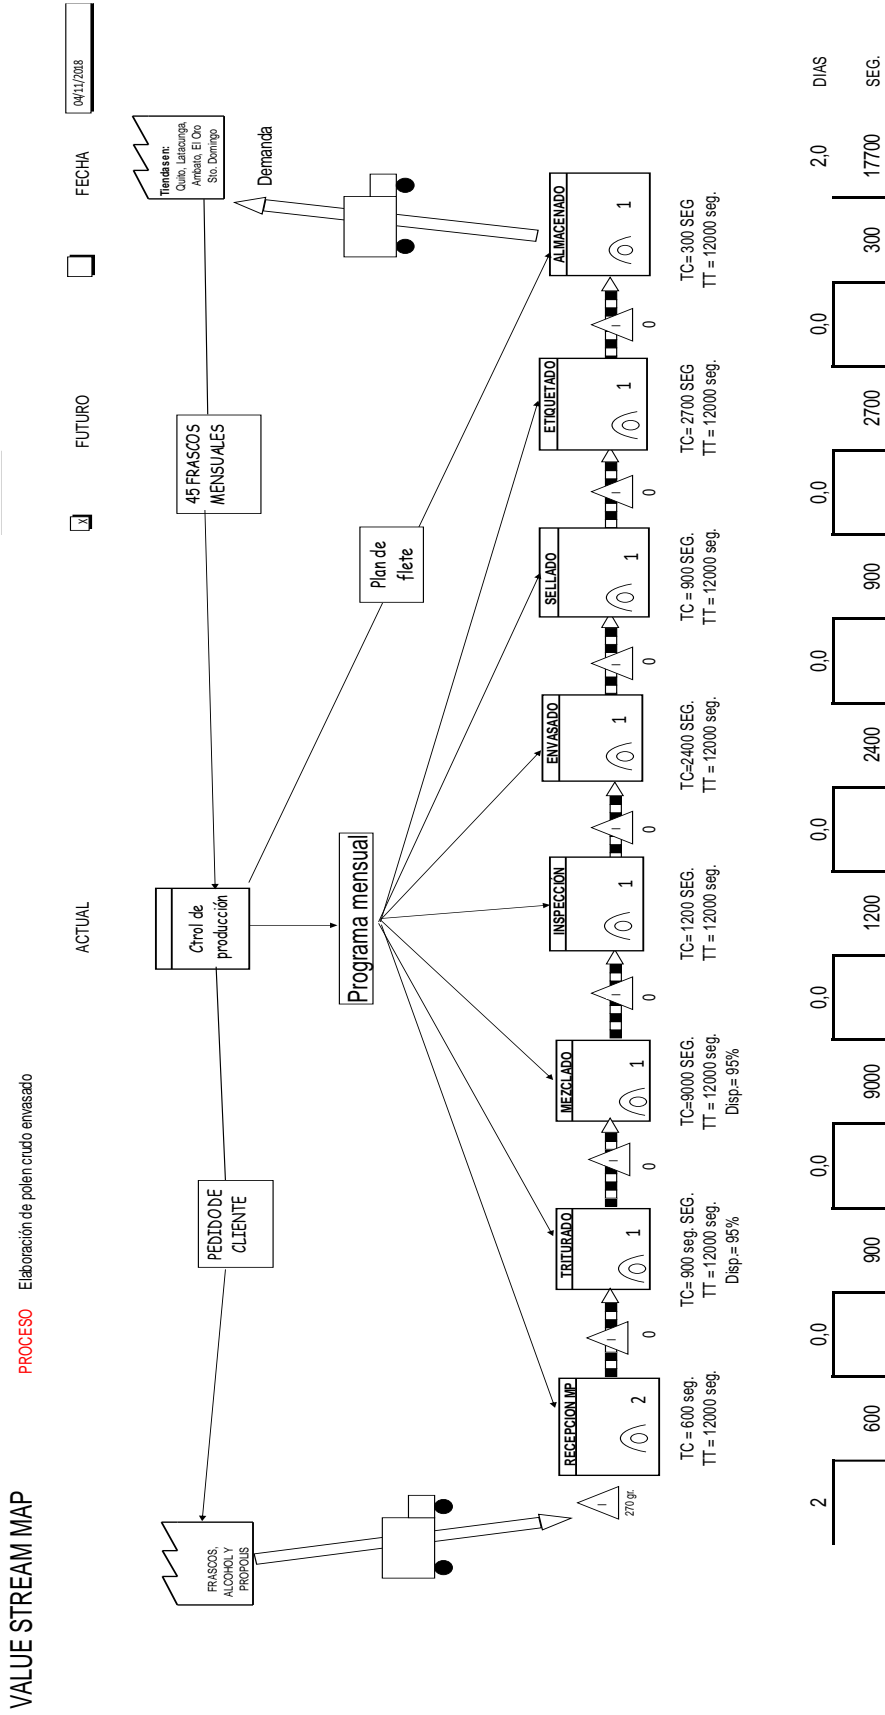 VALUE STREAM MAP
PROCESO Elaboración de polen crudo envasado
ACTUAL
X
FUTURO
FECHA
04/11/2018
FRASCOS,
ALCOHOL Y
PROPOLIS
PEDIDO DE
CLIENTE
Ctrol de
producción
45 FRASCOS
MENSUALES
Tiendas en:
Quito, Latacunga,
Ambato, El Oro
Sto. Domingo
Demanda
Programa mensual
Plan de
flete
I
270 gr.
RECEPCION MP
2
TC = 600 seg.
TT = 12000 seg.
I
0
TRITURADO
1
TC= 900 seg. SEG.
TT = 12000 seg.
Disp.= 95%
I
0
MEZCLADO
1
TC=9000 SEG.
TT = 12000 seg.
Disp.= 95%
I
0
INSPECCIÓN
1
TC=1200 SEG.
TT = 12000 seg.
I
0
ENVASADO
1
TC=2400 SEG.
TT = 12000 seg.
I
0
SELLADO
1
TC = 900 SEG.
TT = 12000 seg.
I
0
ETIQUETADO
1
TC= 2700 SEG
TT = 12000 seg.
I
0
ALMACENADO
1
TC= 300 SEG
TT = 12000 seg.
2 0,0 0,0 0,0 0,0 0,0 0,0 0,0 2,0 DIAS
600 900 9000 1200 2400 900 2700 300 17700 SEG.